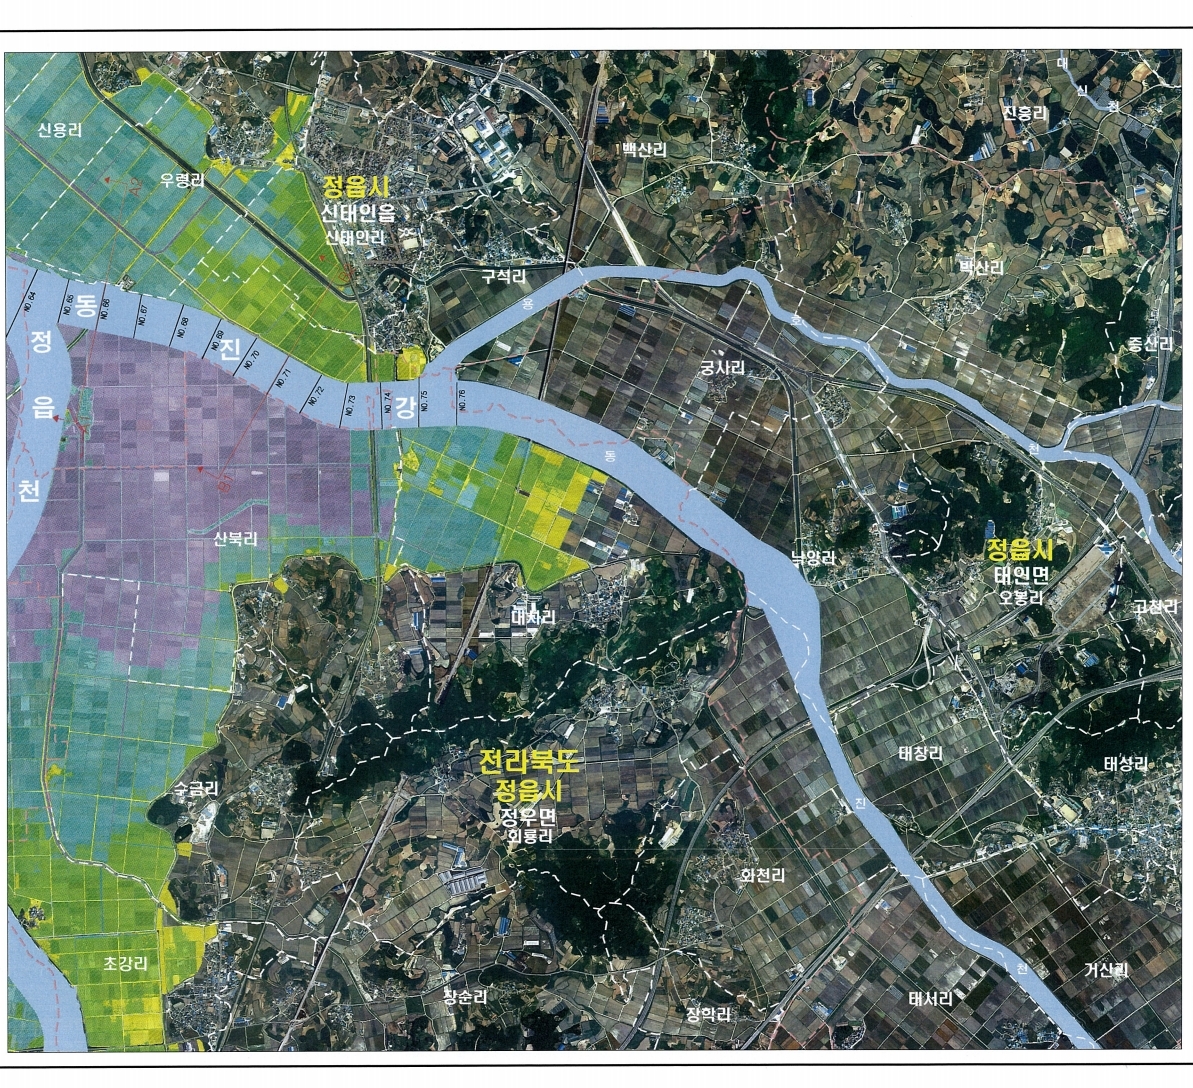 대
신
천
진흥리
신용리
백산리
우령리
정읍시
신태인읍
신태인리
구석리
박산리
용
호
동
진
강
NO.64
NO.65
NO.66
NO.67
NO.68
NO.69
NO.70
NO.71
NO.72
NO.73
NO.74
NO.75
NO.76
정
읍
천
증산리
궁사리
천
동
산북리
낙양리
정읍시
태인면
오봉리
고천리
대사리
태창리
태성리
수금리
전라북도
정읍시
정우면
회룡리
진
화천리
초강리
천
거산리
장순리
태서리
장학리